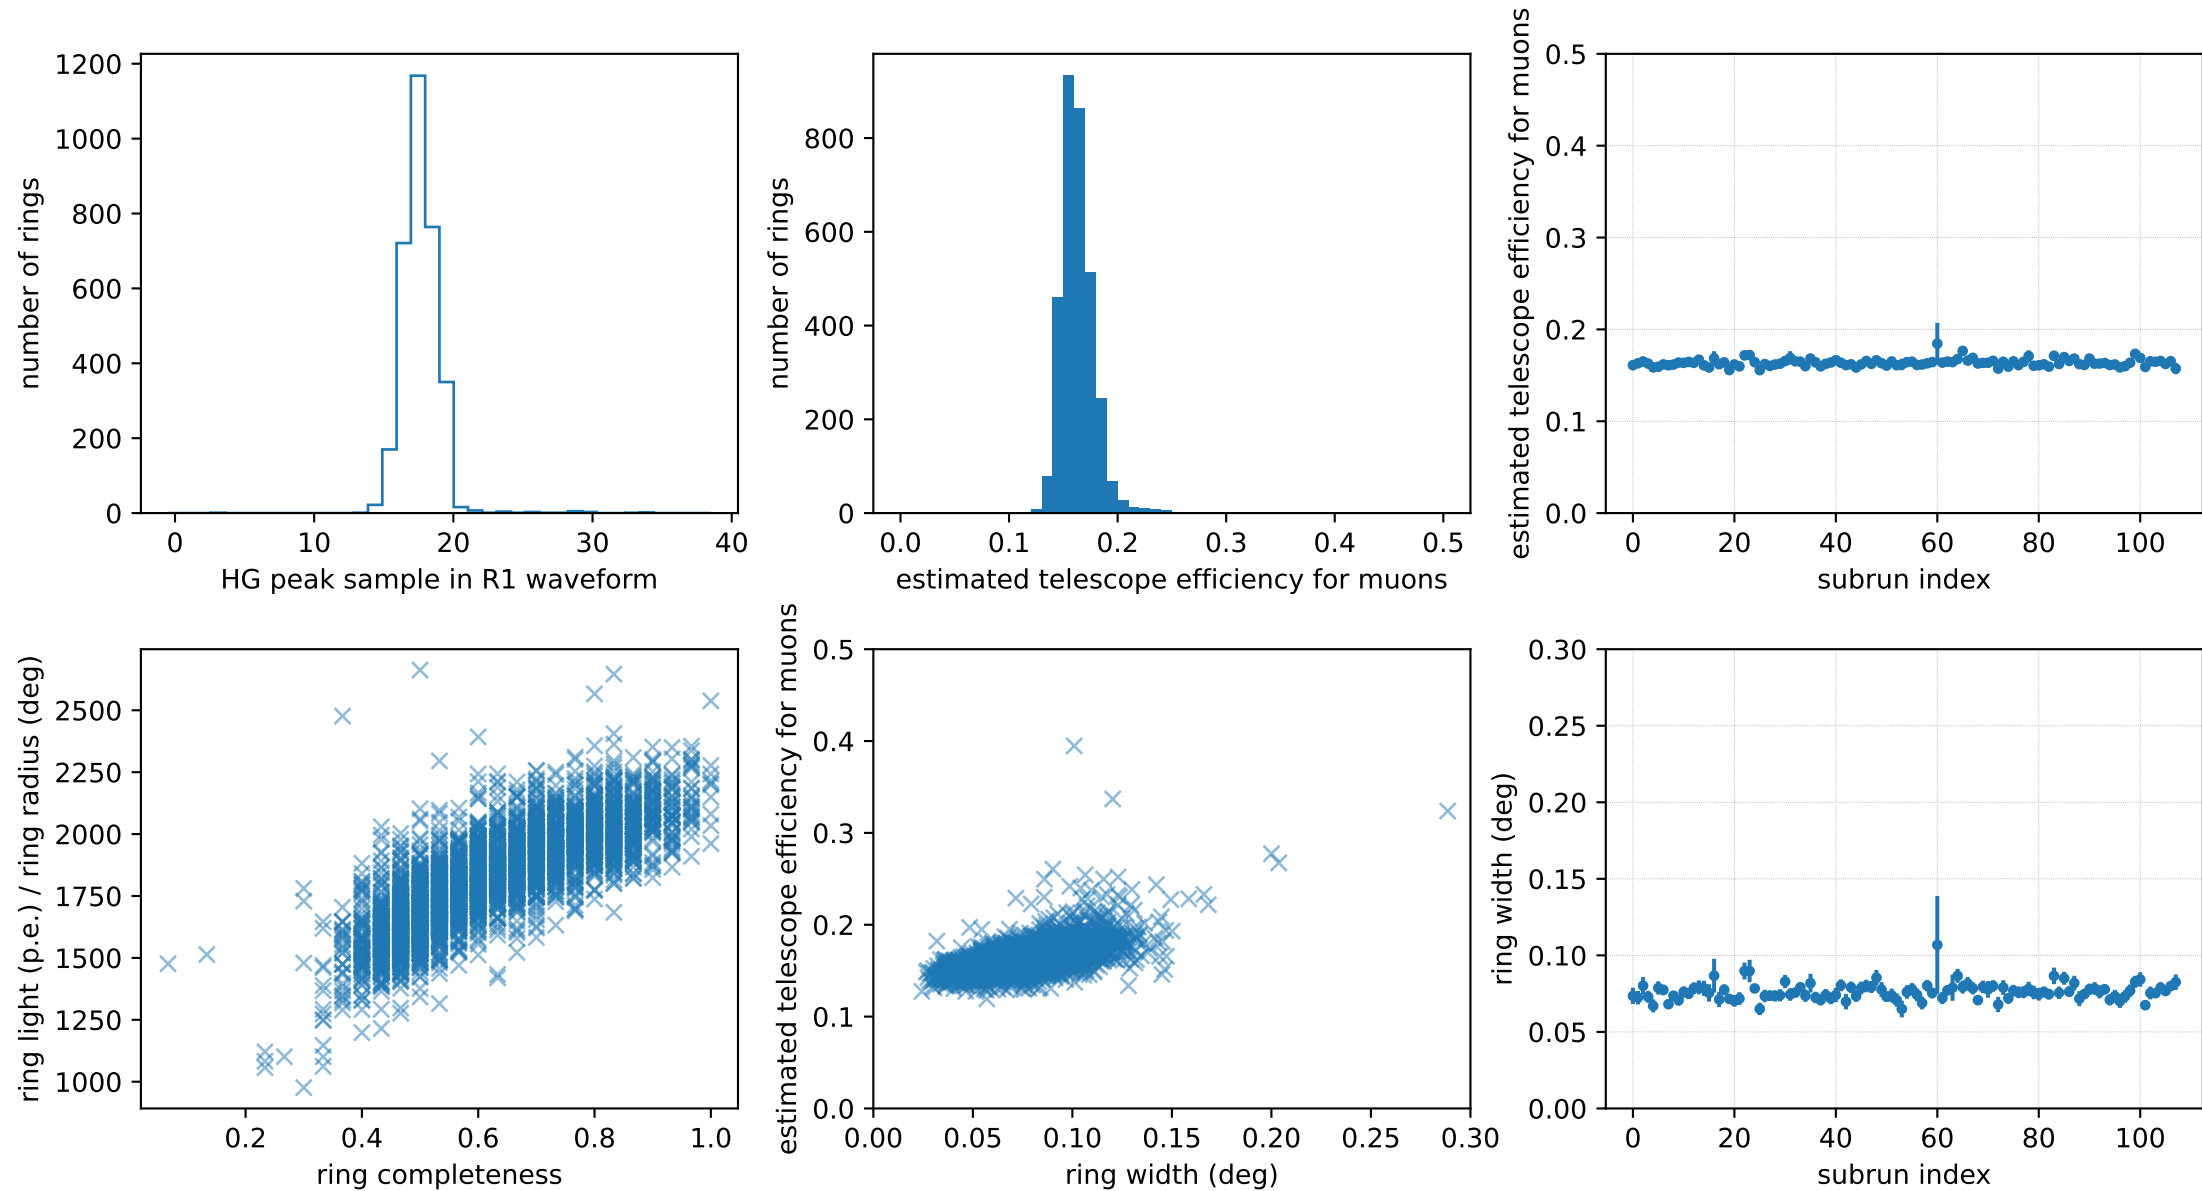 1200
1000
800
600
400
200
0
number of rings
0 10 20 30 40
HG peak sample in R1 waveform
800
600
400
200
0
number of rings
0.0 0.1 0.2 0.3 0.4 0.5
estimated telescope efficiency for muons
0.5
0.4
0.3
0.2
0.1
0.0
estimated telescope efficiency for muons
0 20 40 60 80 100
subrun index
2500
2250
2000
1750
1500
1250
1000
ring light (p.e.) / ring radius (deg)
0.2 0.4 0.6 0.8 1.0
ring completeness
0.5
0.4
0.3
0.2
0.1
0.0
estimated telescope efficiency for muons
0.00 0.05 0.10 0.15 0.20 0.25 0.30
ring width (deg)
0.30
0.25
0.20
0.15
0.10
0.05
0.00
ring width (deg)
0 20 40 60 80 100
subrun index